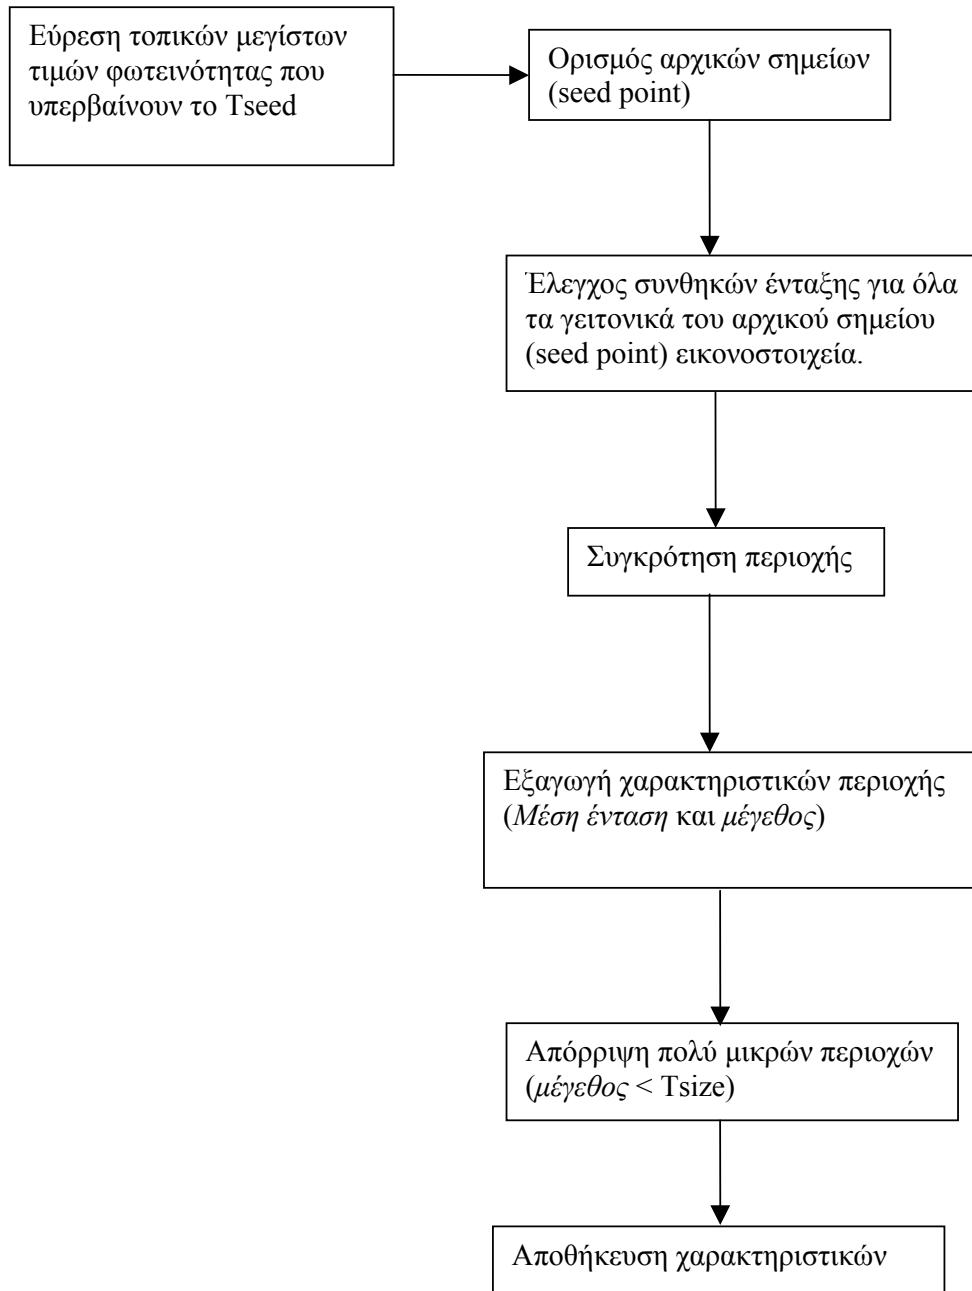 Εύρεση τοπικών μεγίστων
τιμών φωτεινότητας που
υπερβαίνουν το Tseed
Ορισμός αρχικών σημείων
(seed point)
Έλεγχος συνθηκών ένταξης για όλα
τα γειτονικά του αρχικού σημείου
(seed point) εικονοστοιχεία.
Συγκρότηση περιοχής
Εξαγωγή χαρακτηριστικών περιοχής
(Μέση ένταση και μέγεθος)
Απόρριψη πολύ μικρών περιοχών
(μέγεθος < Tsize)
Αποθήκευση χαρακτηριστικών